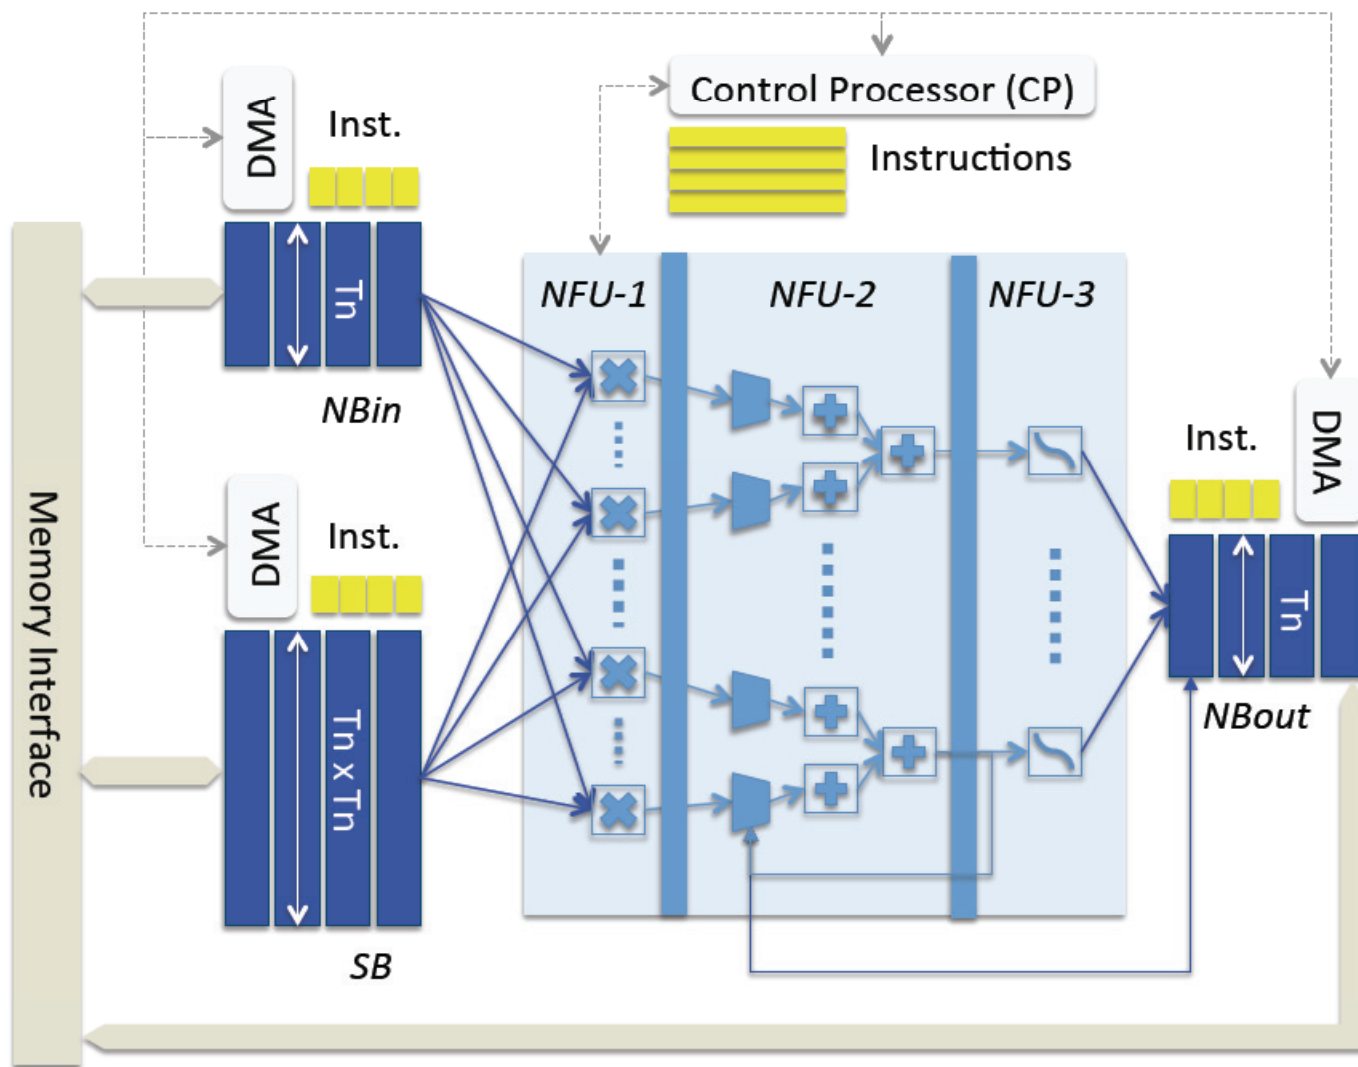 Control Processor (CP)
DMA
Inst.
Instructions
Tn
NBin
NFU-1
NFU-2
NFU-3
DMA
Inst.
DMA
Inst.
Memory Interface
Tn x Tn
SB
Tn
NBout